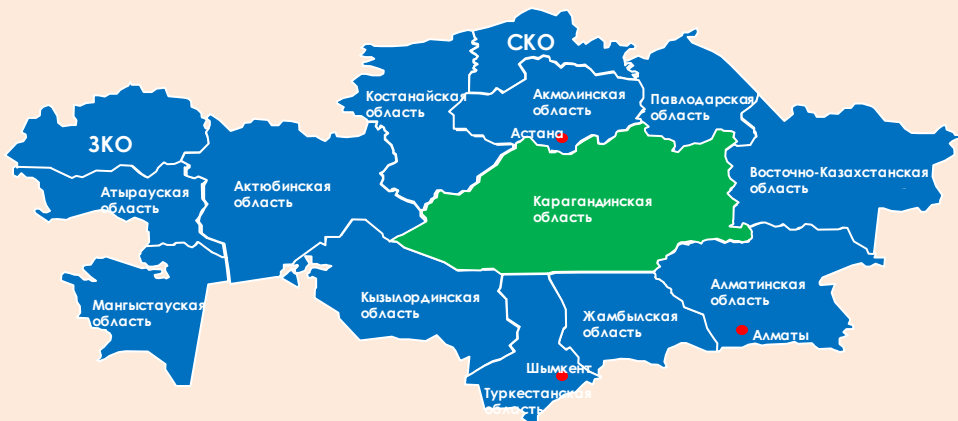 СКО
Костанайская
область
Акмолинская
область
Павлодарская
область
Астана
ЗКО
Восточно-Казахстанская
область
Атырауская
область
Актюбинская
область
Карагандинская
область
Мангыстауская
область
Кызылординская
область
Алматинская
область
Жамбылская
область
Алматы
Шымкент
Туркестанская
область